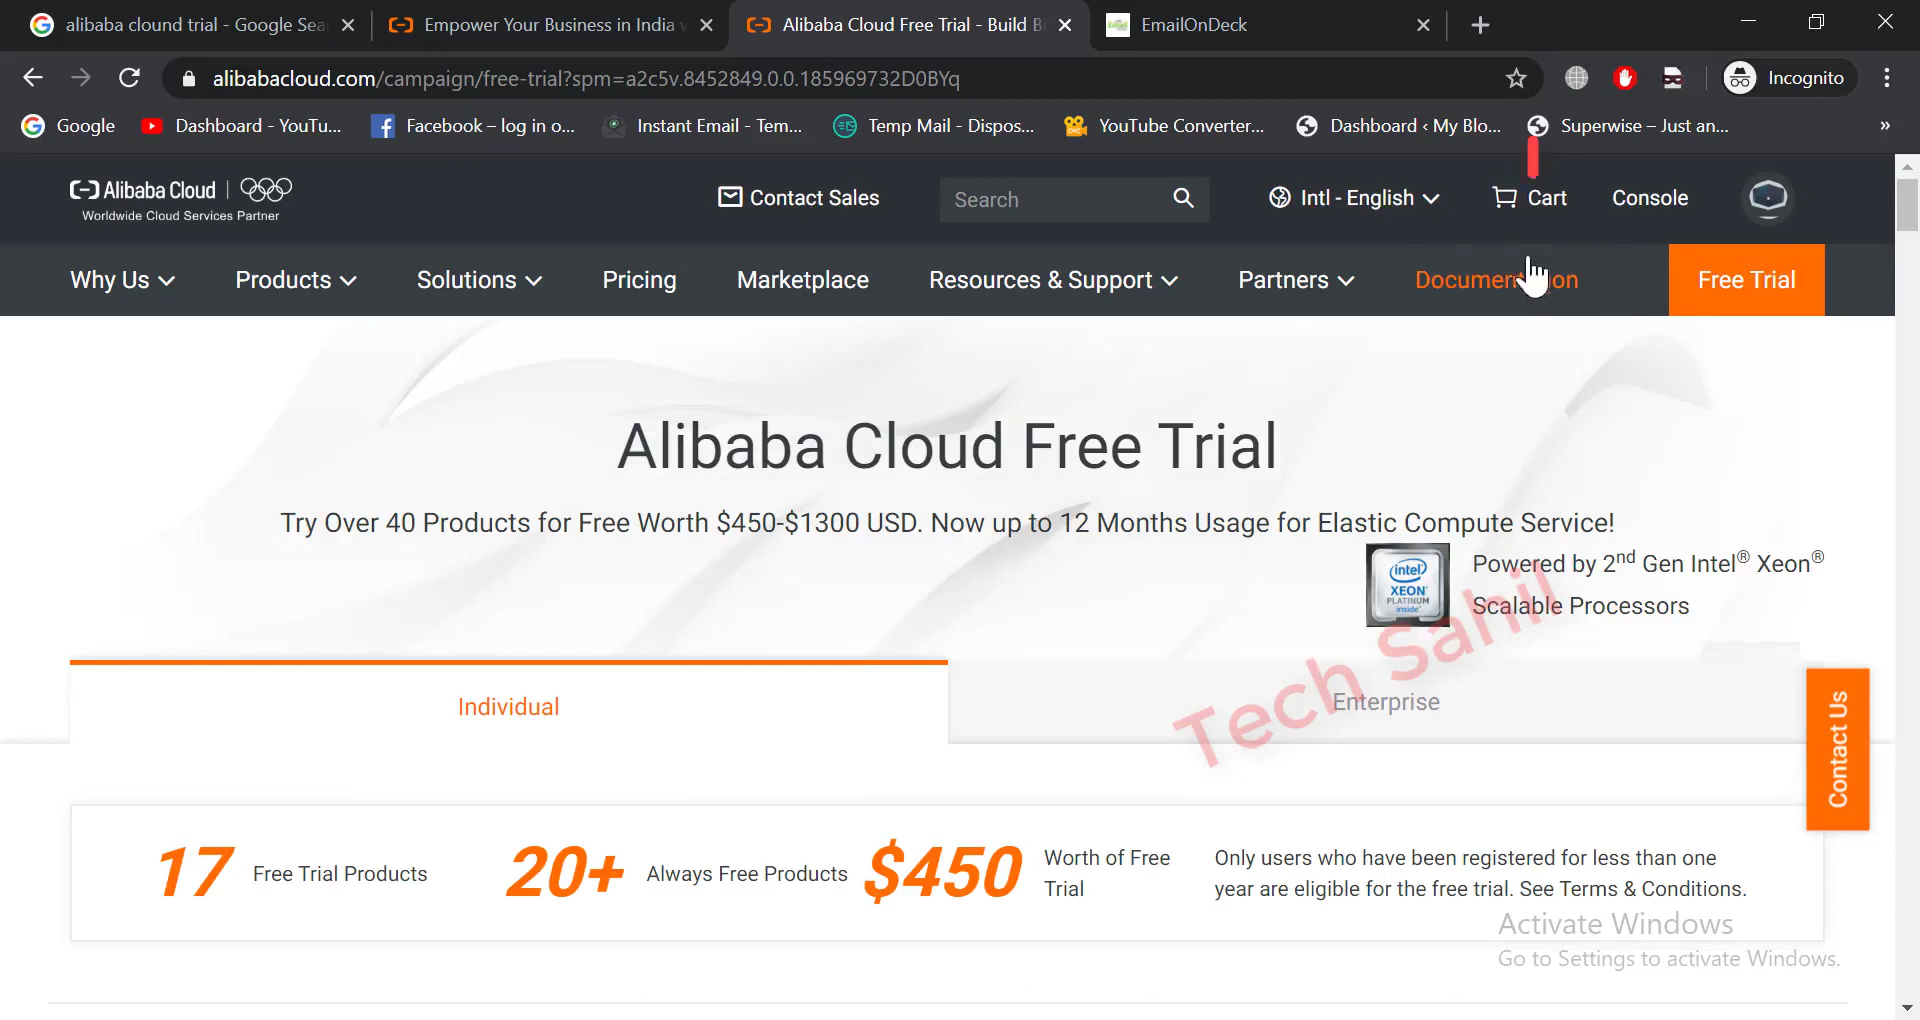 alibaba clound trial - Google Sea
Empower Your Business in India w
Alibaba Cloud Free Trial - Build B
EmailOnDeck
alibabacloud.com/campaign/free-trial?spm=a2c5v.8452849.0.0.185969732D0BYq
Incognito
Google
Dashboard - YouTu...
Facebook – log in o...
Instant Email - Tem...
Temp Mail - Dispos...
YouTube Converter...
Dashboard ‹ My Blo...
Superwise – Just an...
»
Alibaba Cloud
Worldwide Cloud Services Partner
Contact Sales
Search
Intl - English
Cart
Console
Why Us
Products
Solutions
Pricing
Marketplace
Resources & Support
Partners
Documentation
Free Trial
Alibaba Cloud Free Trial
Try Over 40 Products for Free Worth $450-$1300 USD. Now up to 12 Months Usage for Elastic Compute Service!
intel
XEON
PLATINUM
inside
Powered by 2nd Gen Intel® Xeon®
Scalable Processors
Tech Sahil
Individual
Enterprise
Contact Us
17 Free Trial Products
20+ Always Free Products
$450 Worth of Free
Trial
Only users who have been registered for less than one
year are eligible for the free trial. See Terms & Conditions.
Activate Windows
Go to Settings to activate Windows.